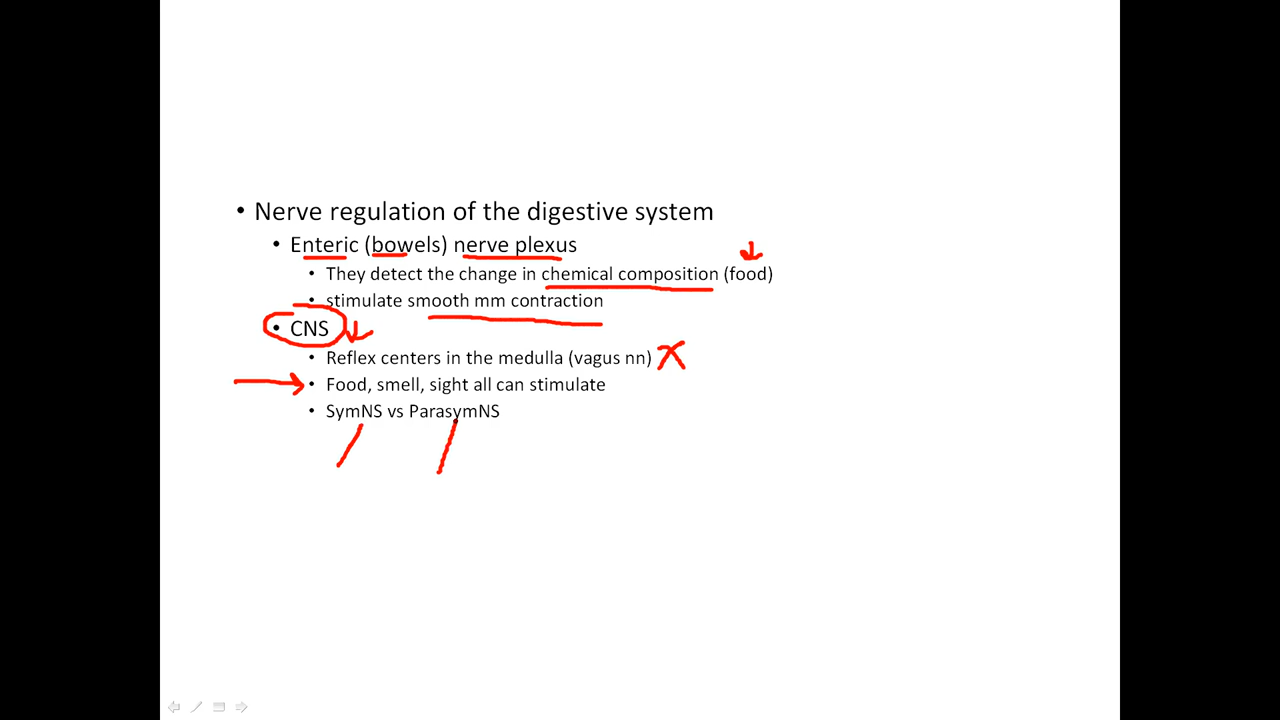 • Nerve regulation of the digestive system
• Enteric (bowels) nerve plexus
• They detect the change in chemical composition (food)
• stimulate smooth mm contraction
• CNS
• Reflex centers in the medulla (vagus nn) X
• Food, smell, sight all can stimulate
• SymNS vs ParasymNS